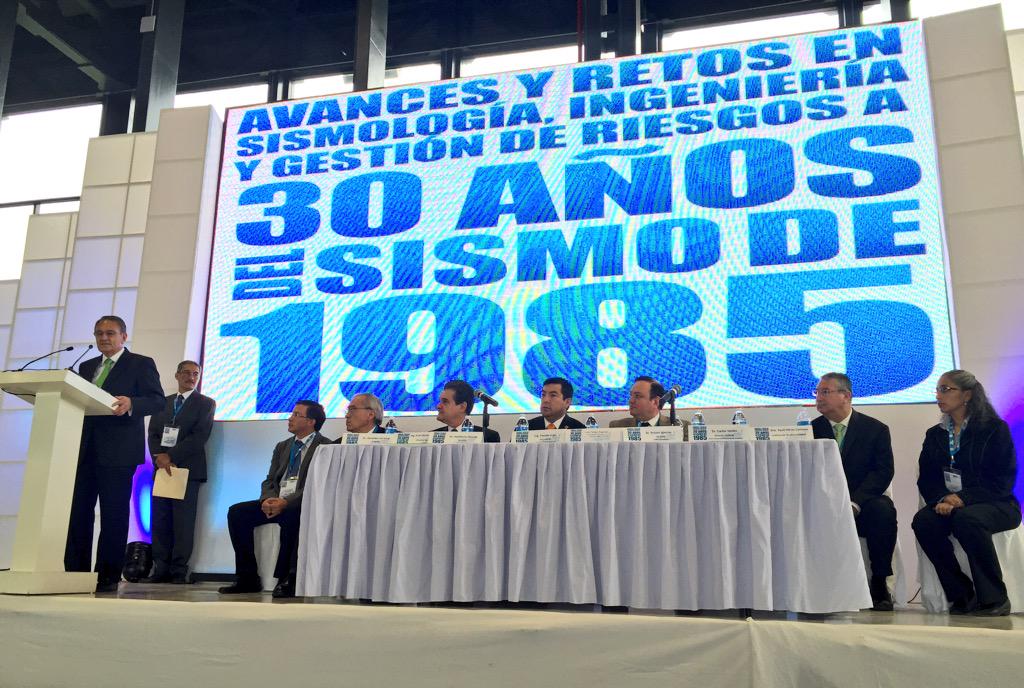 AVANCES Y RETOS EN
SISMOLOGÍA, INGENIERÍA
Y GESTIÓN DE RIESGOS A
30 AÑOS
DEL SISMO DE
1985